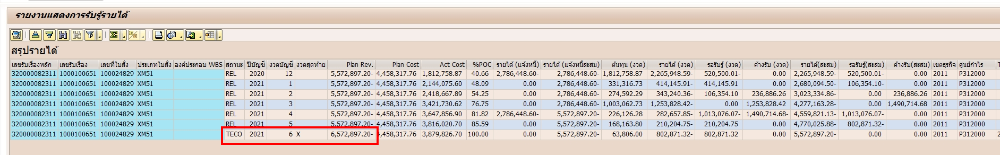 รายงานแสดงการรับรู้รายได้
สรุปรายได้
เลขรับเรื่องหลัก เลขรับเรื่อง เลขที่ใบสั่ง ประเภทใบสั่ง องค์ประกอบ WBS สถานะ ปีบัญชี งวดบัญชี งวดสุดท้าย Plan Rev. Plan Cost Act Cost %POC รายได้ (แจ้งหนี้) รายได้ (แจ้งหนี้สะสม) ต้นทุน (งวด) รายได้ (งวด) รอรับรู้ (งวด) ค้างรับ (งวด) รายได้(สะสม) รอรับรู้(สะสม) ค้างรับ(สะสม) เขตธุรกิจ ศูนย์กำไร T
320000082311 1000100651 100024829 XM51 REL 2020 12 5,572,897.20- 4,458,317.76 1,812,758.87 40.66 2,786,448.60- 2,786,448.60- 1,812,758.87 2,265,948.59- 520,500.01- 0.00 2,265,948.59- 520,500.01- 0.00 2011 P312000
320000082311 1000100651 100024829 XM51 REL 2021 1 5,572,897.20- 4,458,317.76 2,144,075.60 48.09 0.00 2,786,448.60- 331,316.73 414,145.91- 414,145.91 0.00 2,680,094.50- 106,354.10- 0.00 2011 P312000
320000082311 1000100651 100024829 XM51 REL 2021 2 5,572,897.20- 4,458,317.76 2,418,667.89 54.25 0.00 2,786,448.60- 274,592.29 343,240.36- 106,354.10 236,886.26 3,023,334.86- 0.00 236,886.26 2011 P312000
320000082311 1000100651 100024829 XM51 REL 2021 3 5,572,897.20- 4,458,317.76 3,421,730.62 76.75 0.00 2,786,448.60- 1,003,062.73 1,253,828.42- 0.00 1,253,828.42 4,277,163.28- 0.00 1,490,714.68 2011 P312000
320000082311 1000100651 100024829 XM51 REL 2021 4 5,572,897.20- 4,458,317.76 3,647,856.90 81.82 2,786,448.60- 5,572,897.20- 226,126.28 282,657.85- 1,013,076.07- 1,490,714.68- 4,559,821.13- 1,013,076.07- 0.00 2011 P312000
320000082311 1000100651 100024829 XM51 REL 2021 5 5,572,897.20- 4,458,317.76 3,816,020.70 85.59 0.00 5,572,897.20- 168,163.80 210,204.75- 210,204.75 0.00 4,770,025.88- 802,871.32- 0.00 2011 P312000
320000082311 1000100651 100024829 XM51 TECO 2021 6 X 6,572,897.20- 4,458,317.76 3,879,826.70 100.00 0.00 5,572,897.20- 63,806.00 802,871.32- 802,871.32 0.00 5,572,897.20- 0.00 0.00 2011 P312000 2